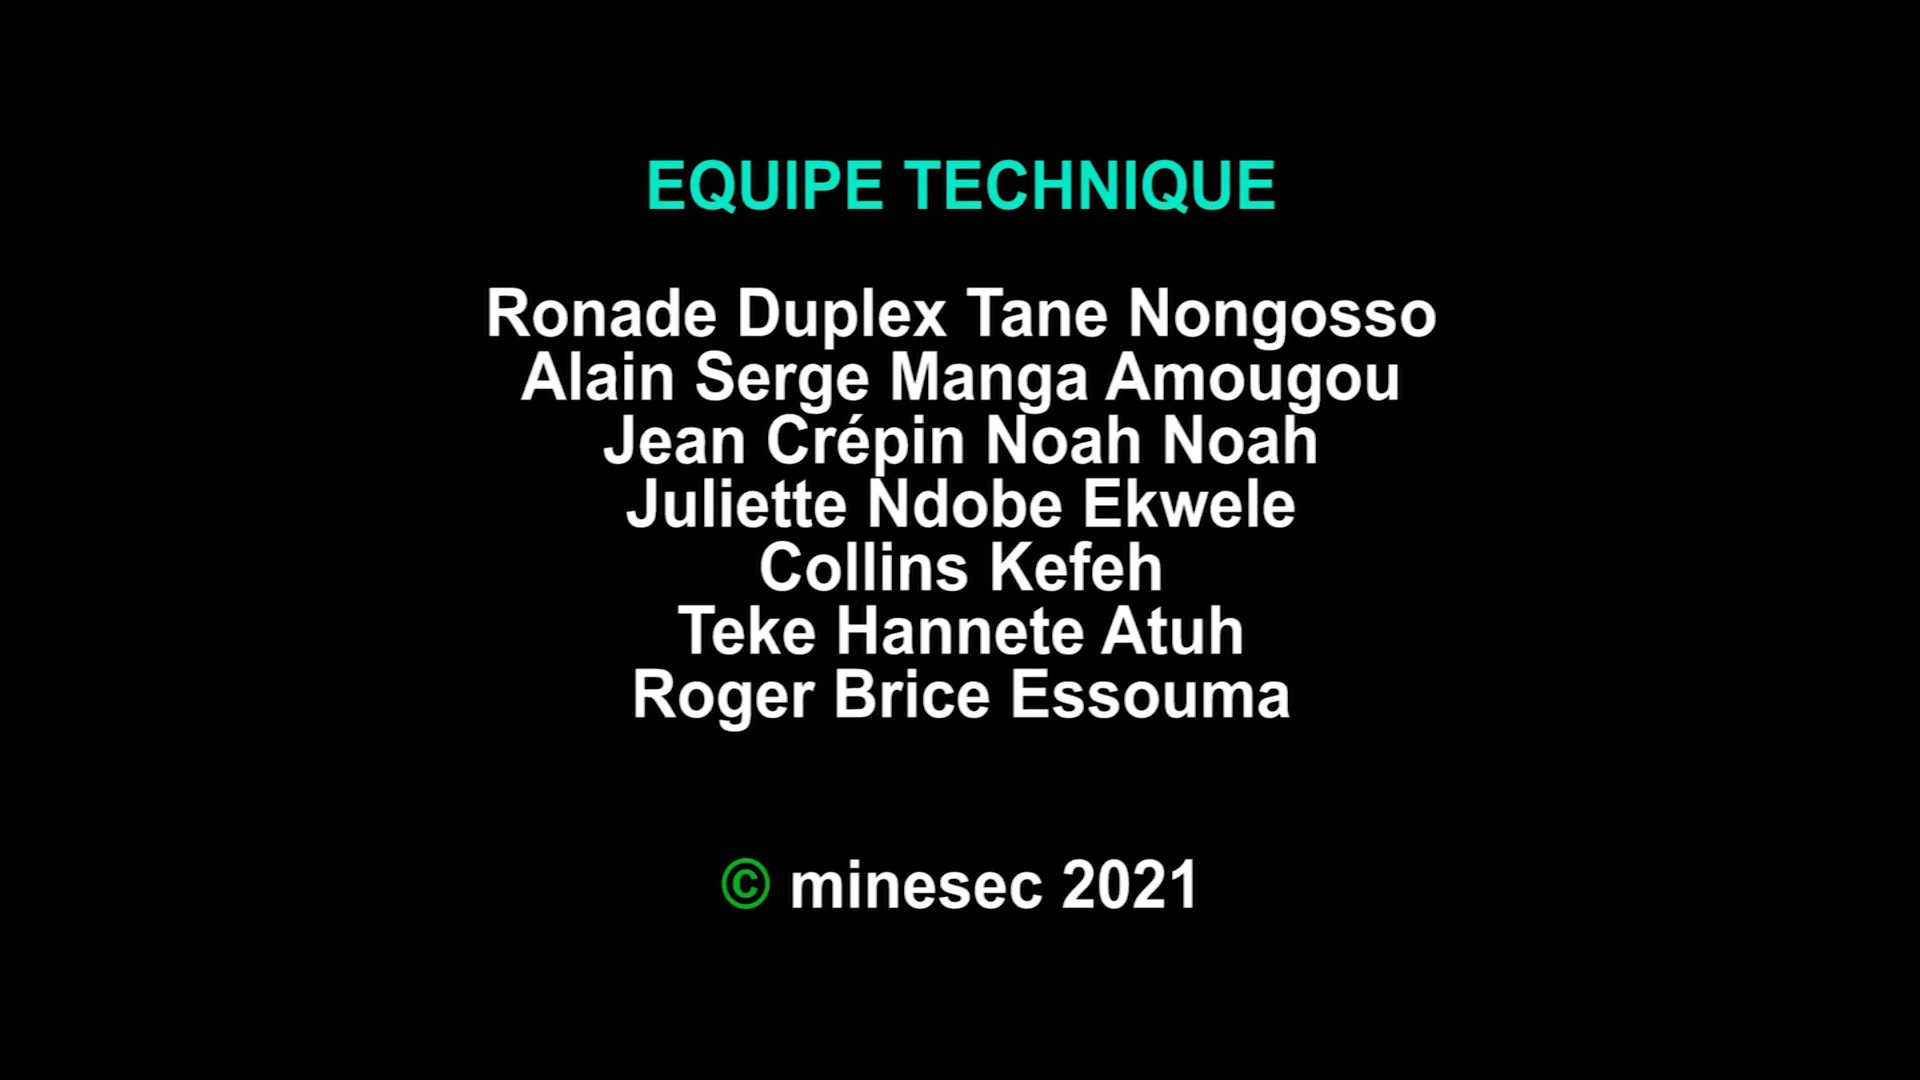 EQUIPE TECHNIQUE
Ronade Duplex Tane Nongosso
Alain Serge Manga Amougou
Jean Crépin Noah Noah
Juliette Ndobe Ekwele
Collins Kefeh
Teke Hannete Atuh
Roger Brice Essouma
© minesec 2021